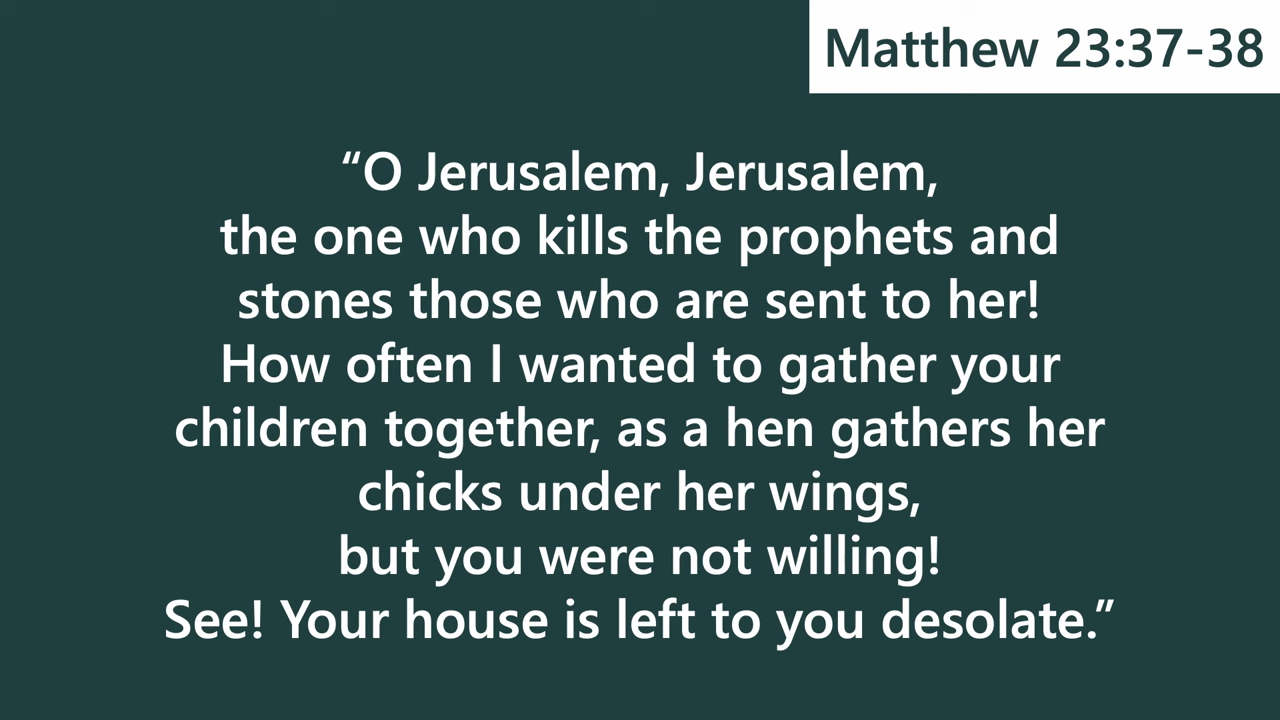 Matthew 23:37-38
“O Jerusalem, Jerusalem,
the one who kills the prophets and
stones those who are sent to her!
How often I wanted to gather your
children together, as a hen gathers her
chicks under her wings,
but you were not willing!
See! Your house is left to you desolate.”